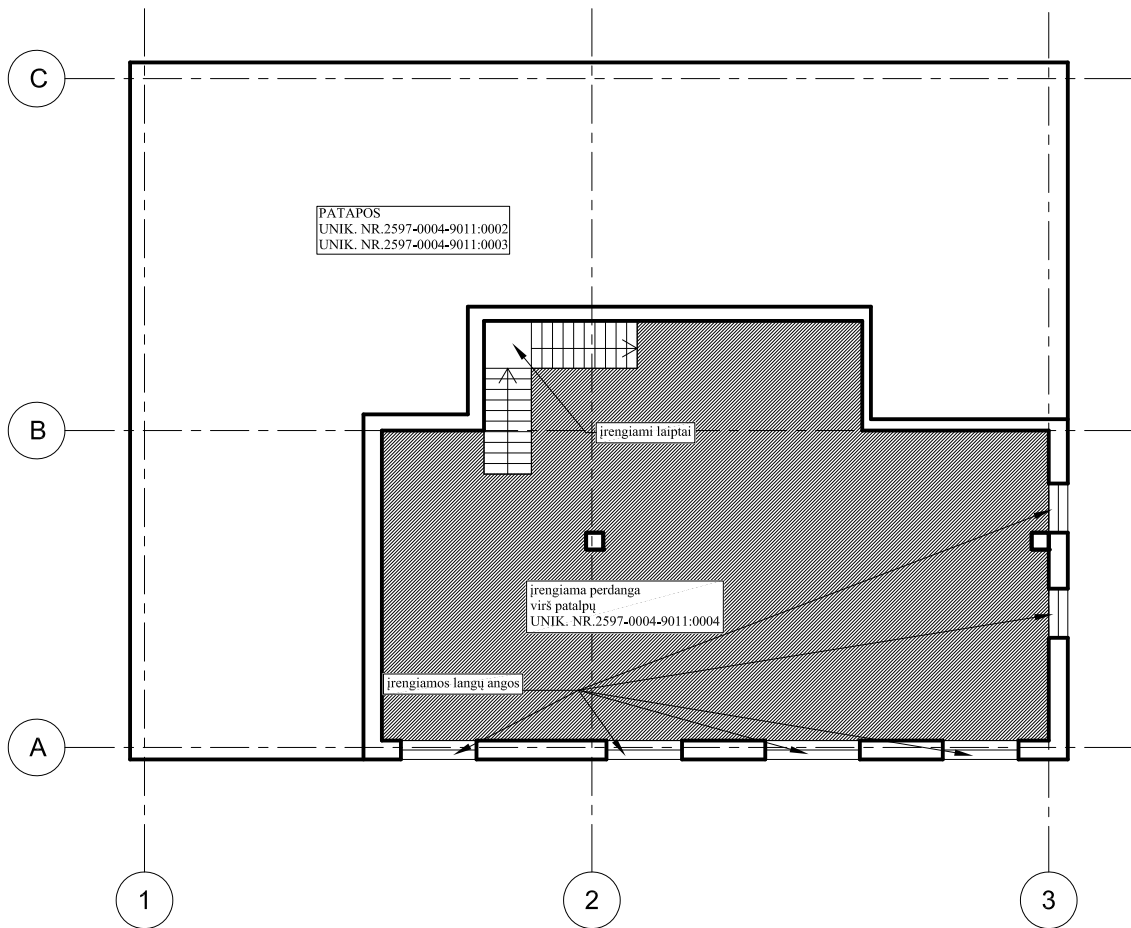 C
PATAPOS
UNIK. NR.2597-0004-9011:0002
UNIK. NR.2597-0004-9011:0003
B
įrengiami laiptai
įrengiama perdanga
virš patalpų
UNIK. NR.2597-0004-9011:0004
įrengiamos langų angos
A
1
2
3